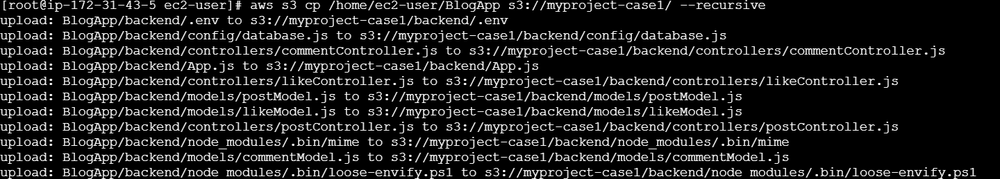 [root@ip-172-31-43-5 ec2-user]# aws s3 cp /home/ec2-user/BlogApp s3://myproject-case1/ --recursive
upload: BlogApp/backend/.env to s3://myproject-case1/backend/.env
upload: BlogApp/backend/config/database.js to s3://myproject-case1/backend/config/database.js
upload: BlogApp/backend/controllers/commentController.js to s3://myproject-case1/backend/controllers/commentController.js
upload: BlogApp/backend/App.js to s3://myproject-case1/backend/App.js
upload: BlogApp/backend/controllers/likeController.js to s3://myproject-case1/backend/controllers/likeController.js
upload: BlogApp/backend/models/postModel.js to s3://myproject-case1/backend/models/postModel.js
upload: BlogApp/backend/models/likeModel.js to s3://myproject-case1/backend/models/likeModel.js
upload: BlogApp/backend/controllers/postController.js to s3://myproject-case1/backend/controllers/postController.js
upload: BlogApp/backend/node_modules/.bin/mime to s3://myproject-case1/backend/node_modules/.bin/mime
upload: BlogApp/backend/models/commentModel.js to s3://myproject-case1/backend/models/commentModel.js
upload: BlogApp/backend/node_modules/.bin/loose-envify.ps1 to s3://myproject-case1/backend/node_modules/.bin/loose-envify.ps1